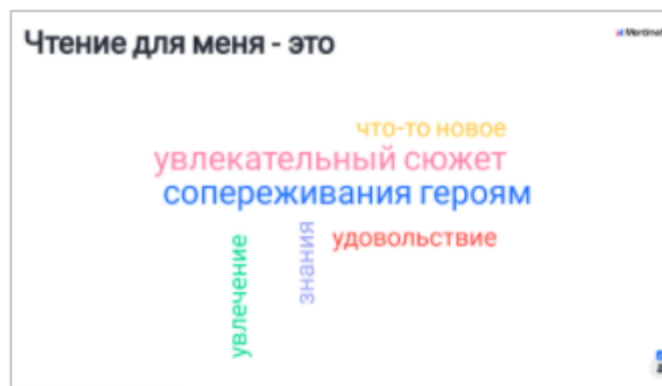 Чтение для меня - это
что-то новое
увлекательный сюжет
сопереживания героям
удовольствие
знания
увлечение